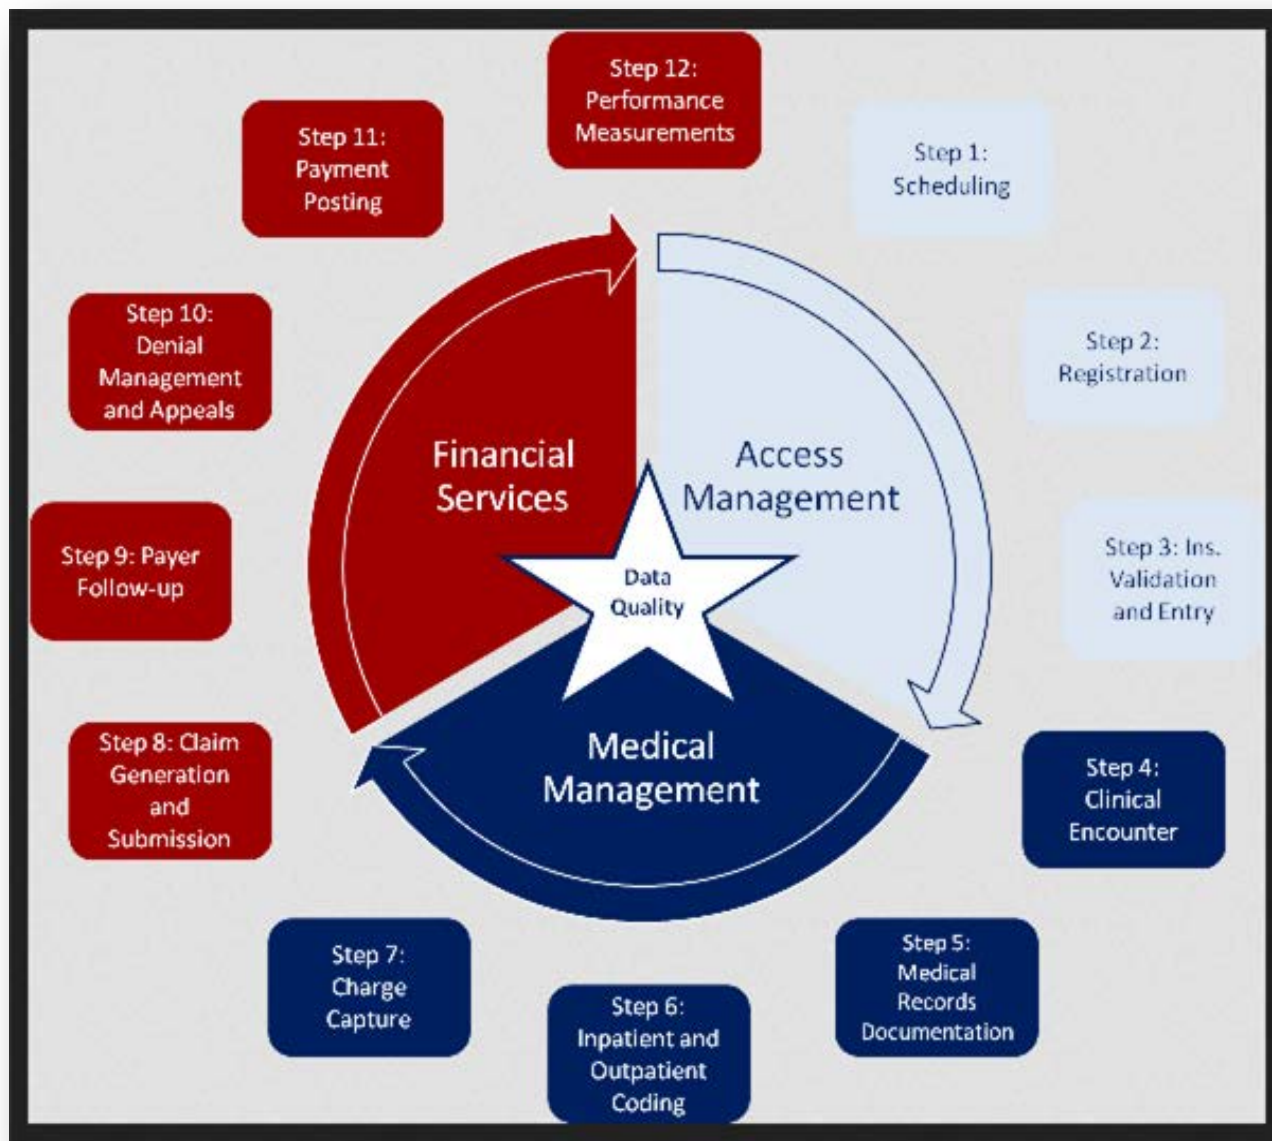 Step 12:
Performance
Measurements
Step 1:
Scheduling
Step 2:
Registration
Step 3: Ins.
Validation
and Entry
Step 4:
Clinical
Encounter
Step 5:
Medical
Records
Documentation
Step 6:
Inpatient and
Outpatient
Coding
Step 7:
Charge
Capture
Step 8: Claim
Generation
and
Submission
Step 9: Payer
Follow-up
Step 10:
Denial
Management
and Appeals
Step 11:
Payment
Posting
Financial
Services
Access
Management
Data
Quality
Medical
Management